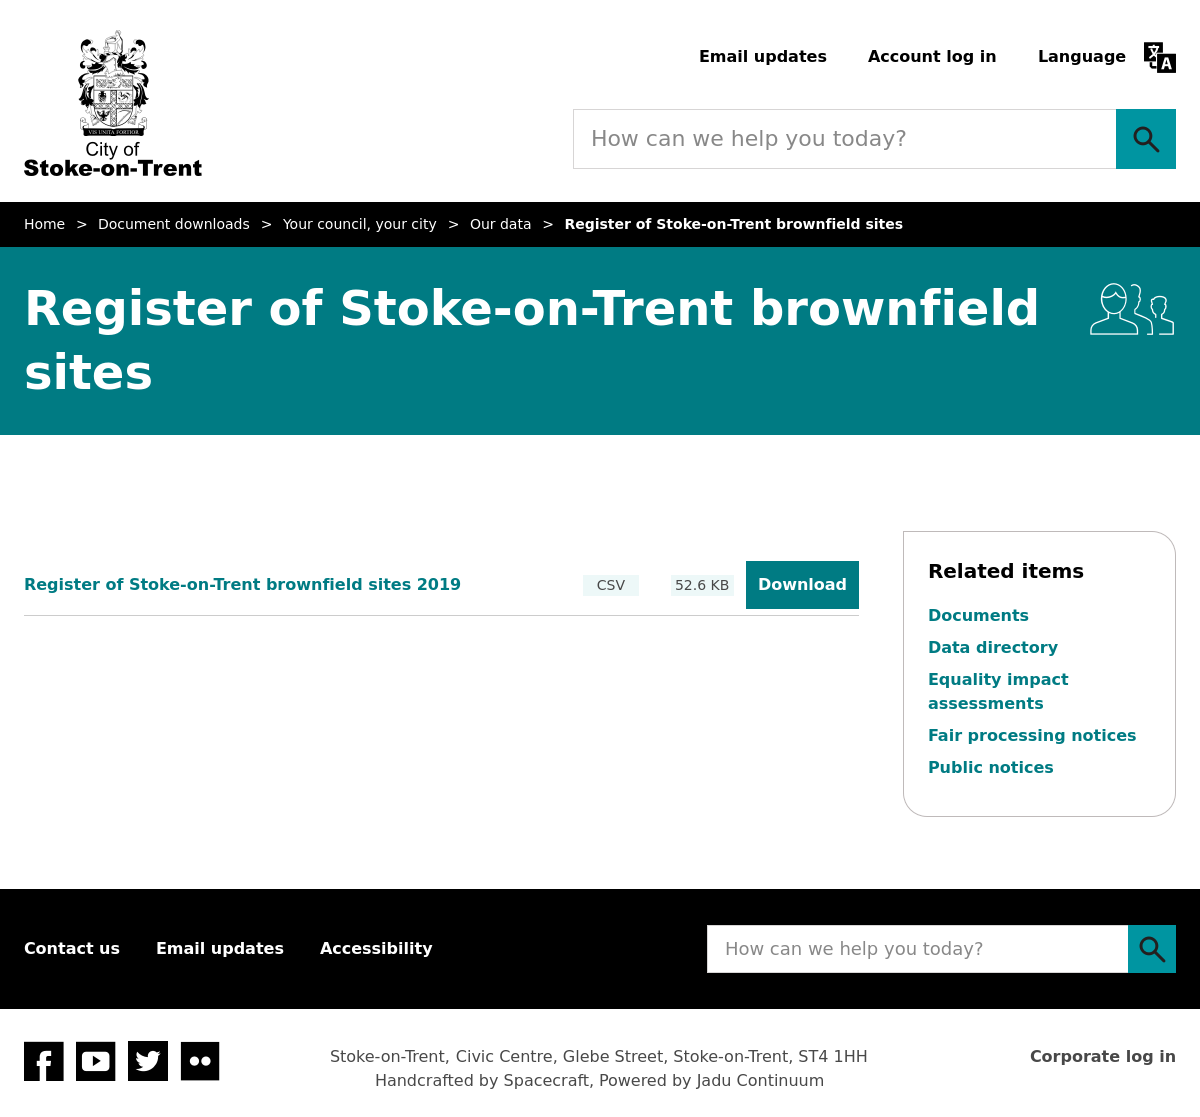 Email updates
Account log in
Language
VIS UNITA FORTIOR
City of
Stoke-on-Trent
How can we help you today?
Home > Document downloads > Your council, your city > Our data > Register of Stoke-on-Trent brownfield sites
Register of Stoke-on-Trent brownfield
sites
Register of Stoke-on-Trent brownfield sites 2019 CSV 52.6 KB Download
Related items
Documents
Data directory
Equality impact
assessments
Fair processing notices
Public notices
Contact us Email updates Accessibility
How can we help you today?
Stoke-on-Trent, Civic Centre, Glebe Street, Stoke-on-Trent, ST4 1HH
Handcrafted by Spacecraft, Powered by Jadu Continuum
Corporate log in